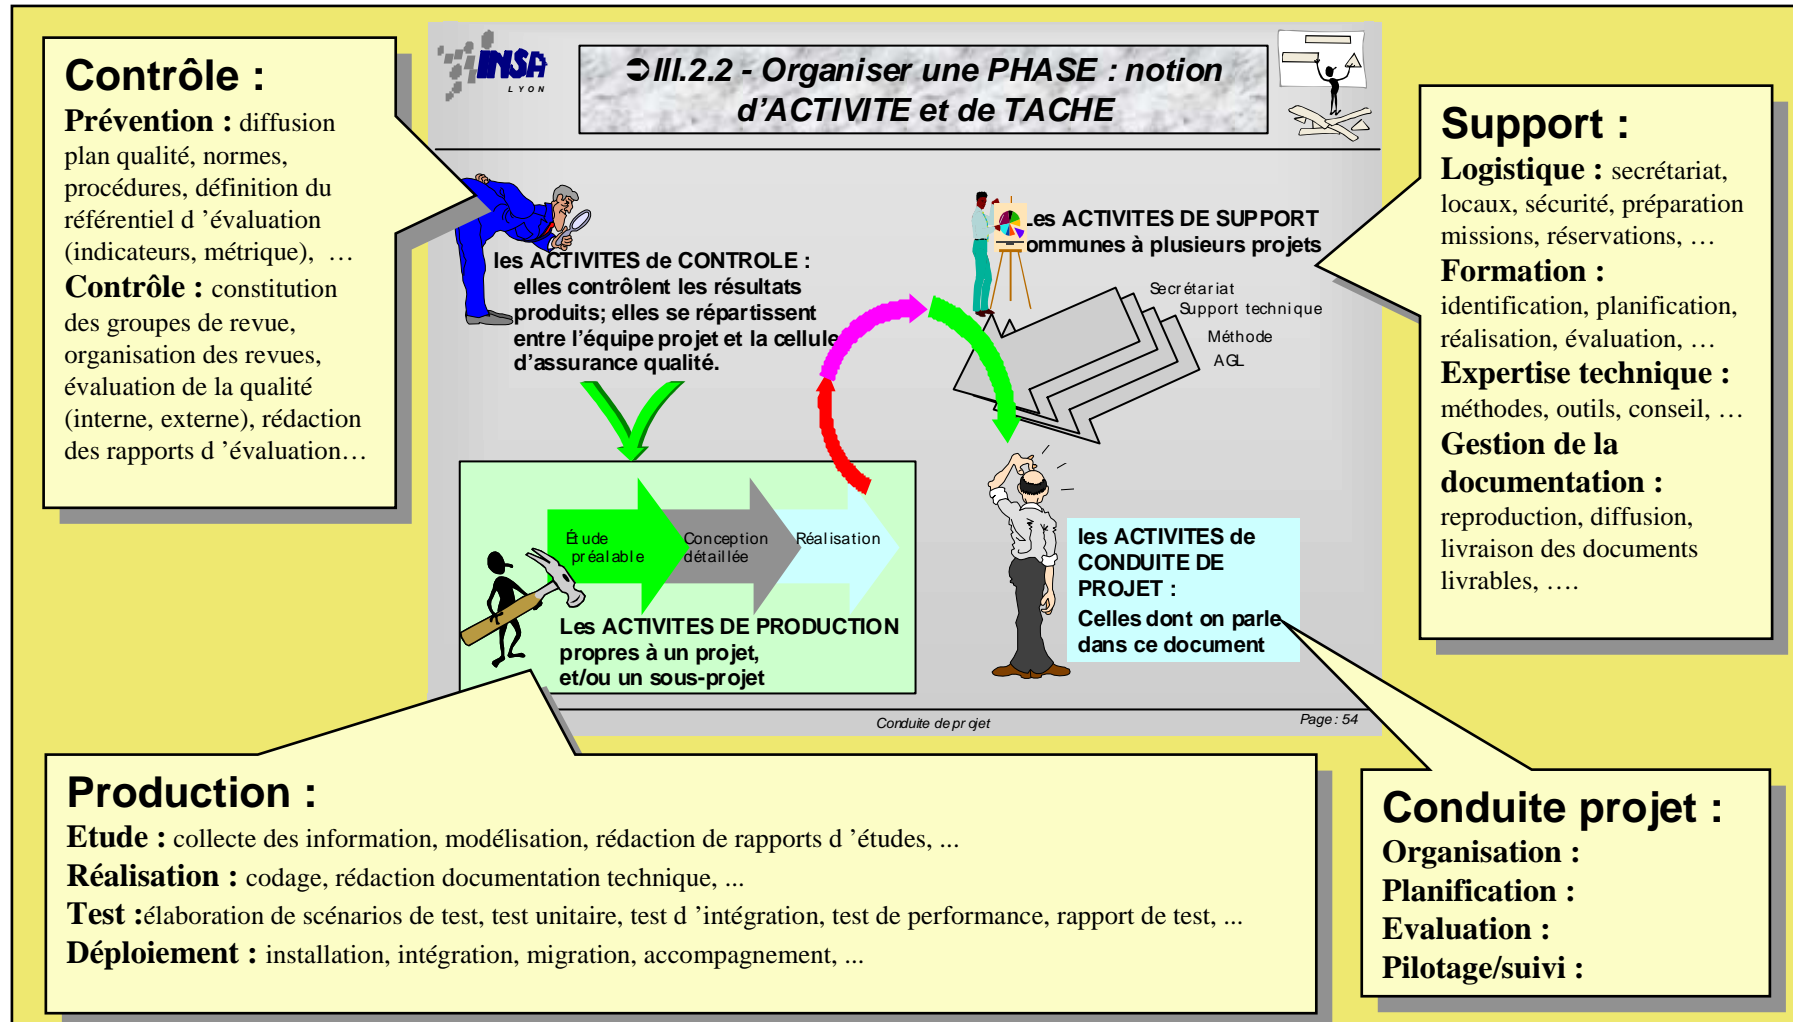 Contrôle :
Prévention : diffusion
plan qualité, normes,
procédures, définition du
référentiel d ’évaluation
(indicateurs, métrique), …
Contrôle : constitution
des groupes de revue,
organisation des revues,
évaluation de la qualité
(interne, externe), rédaction
des rapports d ’évaluation…
INSA
LYON
➲III.2.2 - Organiser une PHASE : notion
d’ACTIVITE et de TACHE
les ACTIVITES de CONTROLE :
elles contrôlent les résultats
produits; elles se répartissent
entre l’équipe projet et la cellule
d’assurance qualité.
Les ACTIVITES DE SUPPORT
communes à plusieurs projets
Secrétariat
Support technique
Méthode
AGL
Étude
préalable
Conception
détaillée
Réalisation
Les ACTIVITES DE PRODUCTION
propres à un projet,
et/ou un sous-projet
les ACTIVITES de
CONDUITE DE
PROJET :
Celles dont on parle
dans ce document
Conduite de projet
Page : 54
Support :
Logistique : secrétariat,
locaux, sécurité, préparation
missions, réservations, …
Formation :
identification, planification,
réalisation, évaluation, …
Expertise technique :
méthodes, outils, conseil, …
Gestion de la
documentation :
reproduction, diffusion,
livraison des documents
livrables, ….
Production :
Etude : collecte des information, modélisation, rédaction de rapports d ’études, ...
Réalisation : codage, rédaction documentation technique, ...
Test :élaboration de scénarios de test, test unitaire, test d ’intégration, test de performance, rapport de test, ...
Déploiement : installation, intégration, migration, accompagnement, ...
Conduite projet :
Organisation :
Planification :
Evaluation :
Pilotage/suivi :